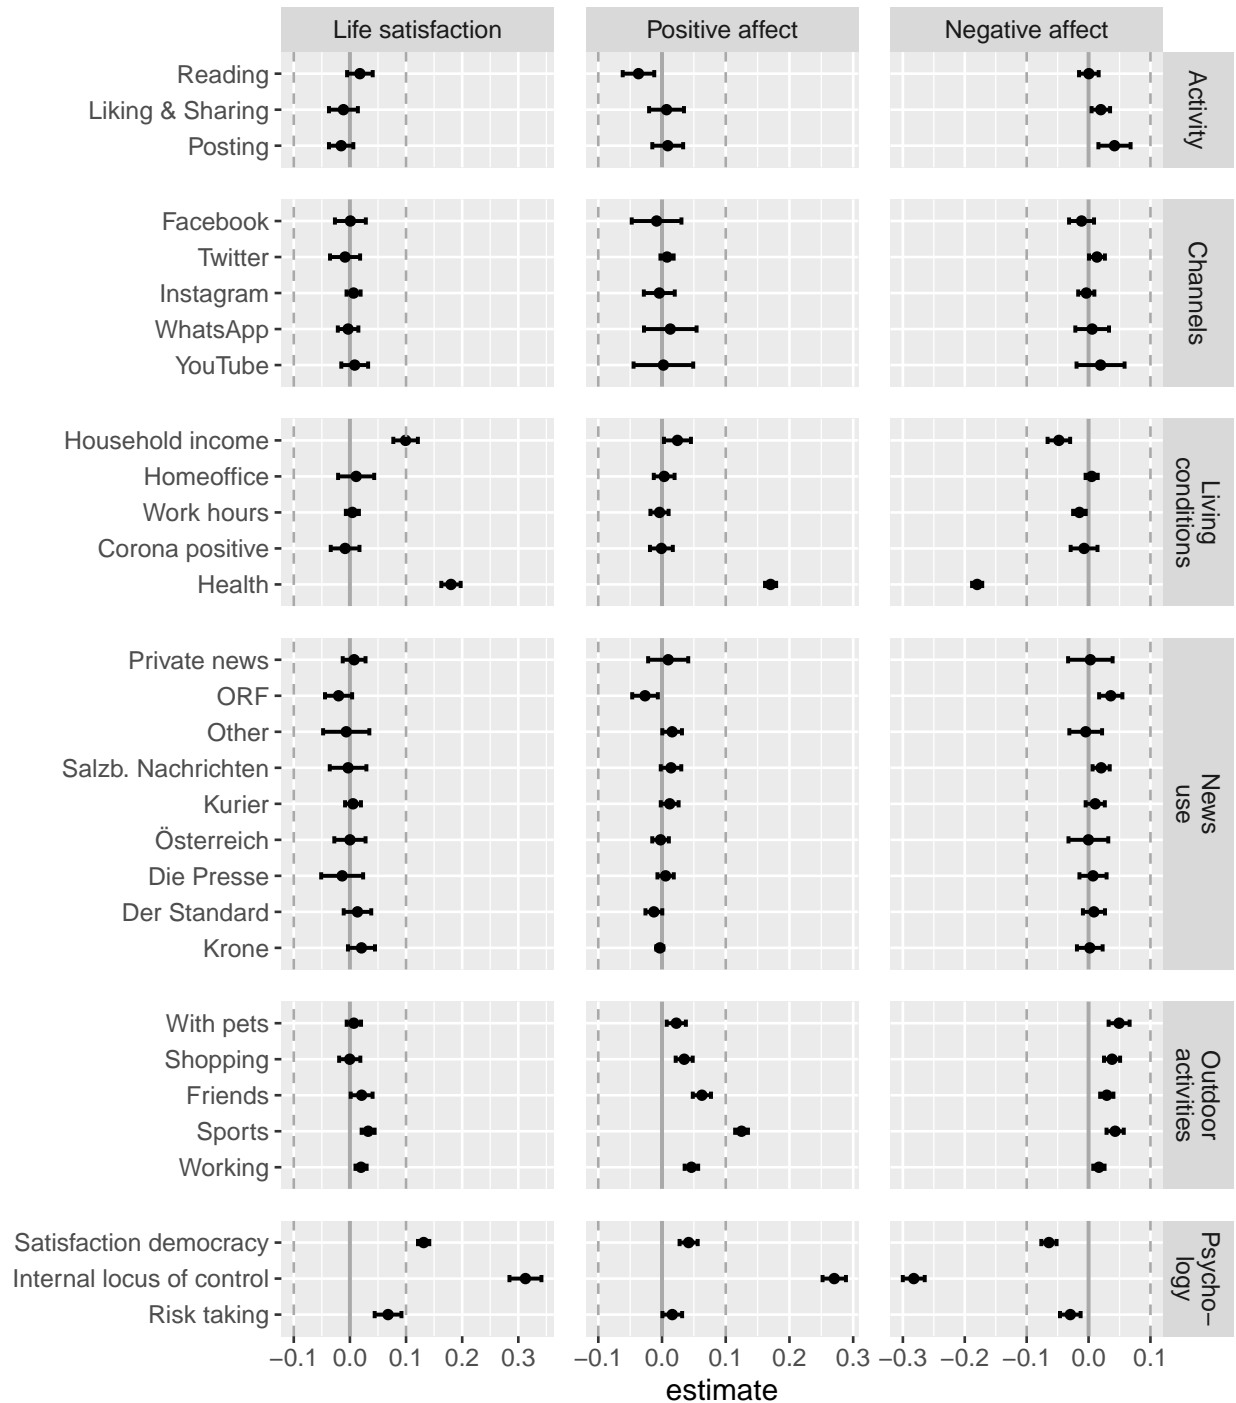 Life satisfaction
Positive affect
Negative affect
Reading
Liking & Sharing
Posting
Activity
Facebook
Twitter
Instagram
WhatsApp
YouTube
Channels
Household income
Homeoffice
Work hours
Corona positive
Health
Living
conditions
Private news
ORF
Other
Salzb. Nachrichten
Kurier
Österreich
Die Presse
Der Standard
Krone
News
use
With pets
Shopping
Friends
Sports
Working
Outdoor
activities
Satisfaction democracy
Internal locus of control
Risk taking
Psycho−
logy
−0.1 0.0 0.1 0.2 0.3
−0.1 0.0 0.1 0.2 0.3
−0.3 −0.2 −0.1 0.0 0.1
estimate